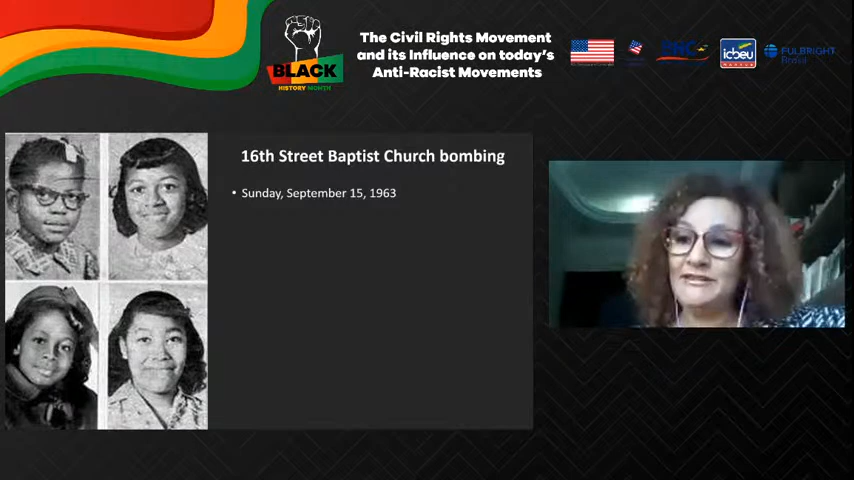 BLACK
HISTORY MONTH
The Civil Rights Movement
and its Influence on today's
Anti-Racist Movements
icbeu
FULBRIGHT
Brasil
16th Street Baptist Church bombing
• Sunday, September 15, 1963